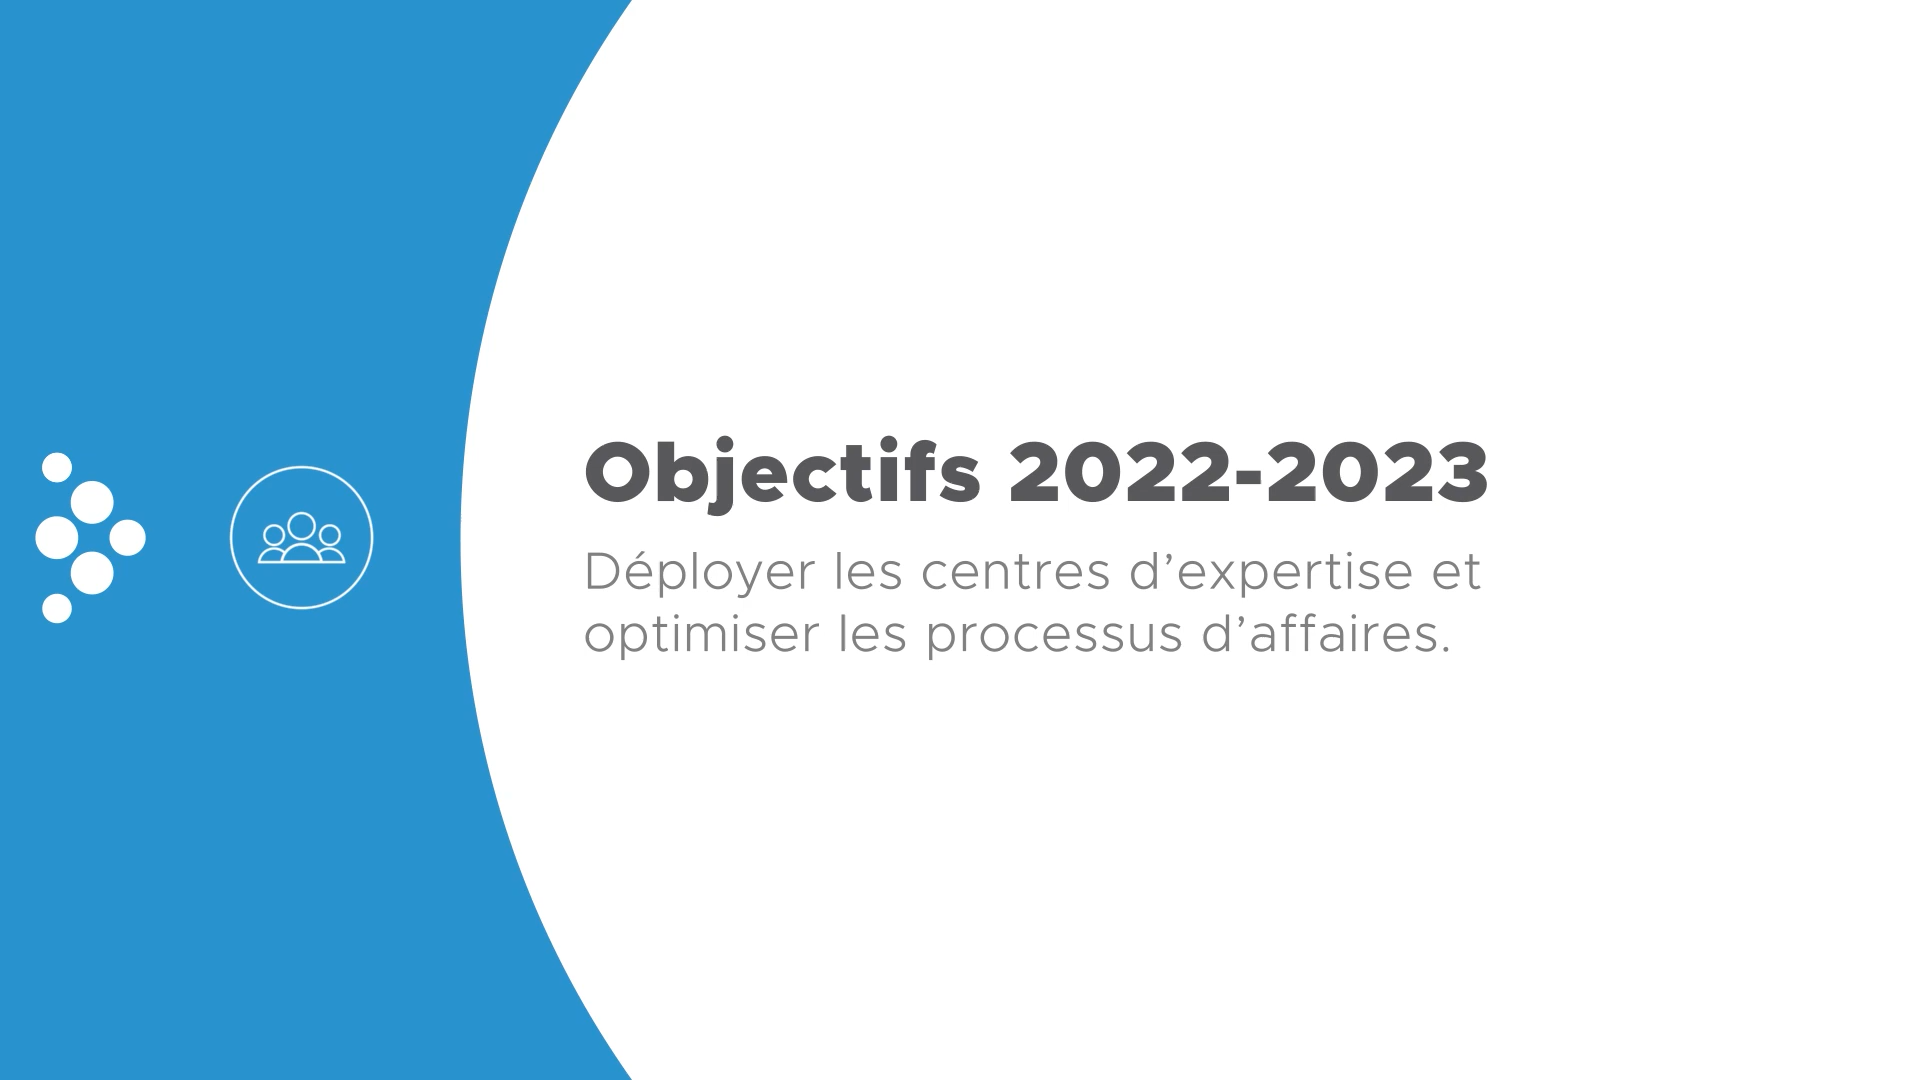 Objectifs 2022-2023
Déployer les centres d’expertise et
optimiser les processus d’affaires.